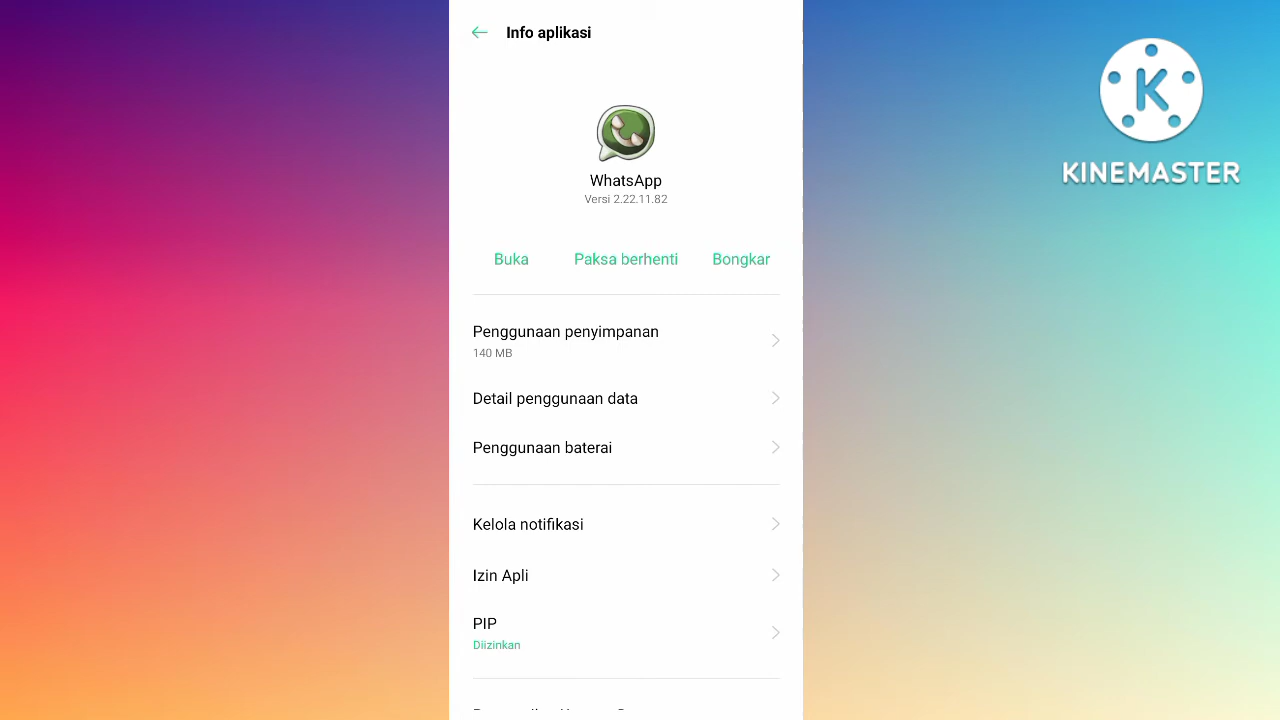 Info aplikasi
WhatsApp
Versi 2.22.11.82
Buka Paksa berhenti Bongkar
Penggunaan penyimpanan
140 MB
Detail penggunaan data
Penggunaan baterai
Kelola notifikasi
Izin Apli
PIP
Diizinkan
K
KINEMASTER